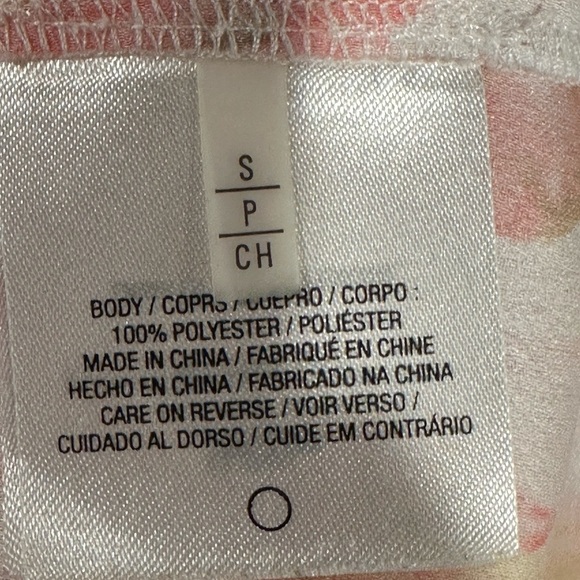 S
P
CH
BODY / COPRS / CUEPRO / CORPO :
100% POLYESTER / POLIÉSTER
MADE IN CHINA / FABRIQUÉ EN CHINE
HECHO EN CHINA / FABRICADO NA CHINA
CARE ON REVERSE / VOIR VERSO /
CUIDADO AL DORSO / CUIDE EM CONTRÁRIO